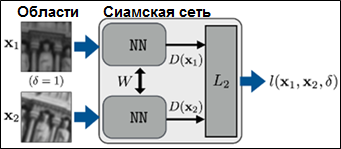 Области Сиамская сеть
x₁ NN D(x₁)
(δ = 1) W L₂ l(x₁, x₂, δ)
x₂ NN D(x₂)